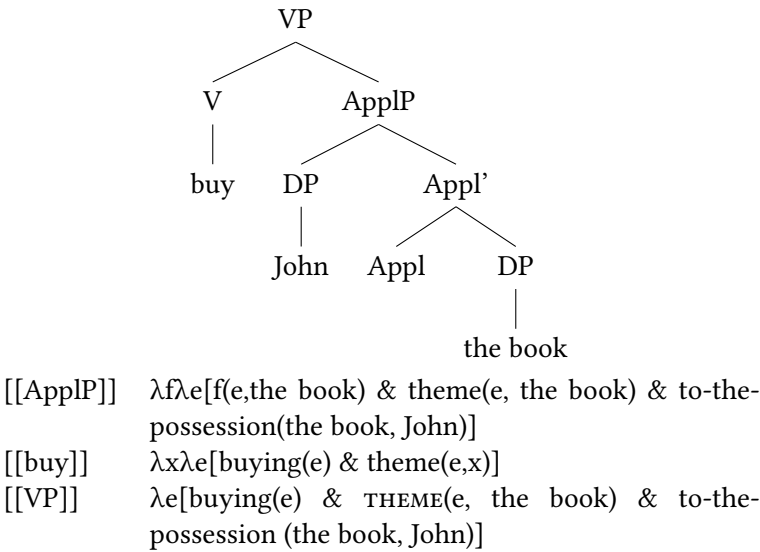 VP
V ApplP
buy DP Appl’
John Appl DP
the book
[[ApplP]] λfλe[f(e,the book) & theme(e, the book) & to-the-
possession(the book, John)]
[[buy]] λxλe[buying(e) & theme(e,x)]
[[VP]] λe[buying(e) & ᴛʜᴇᴍᴇ(e, the book) & to-the-
possession (the book, John)]